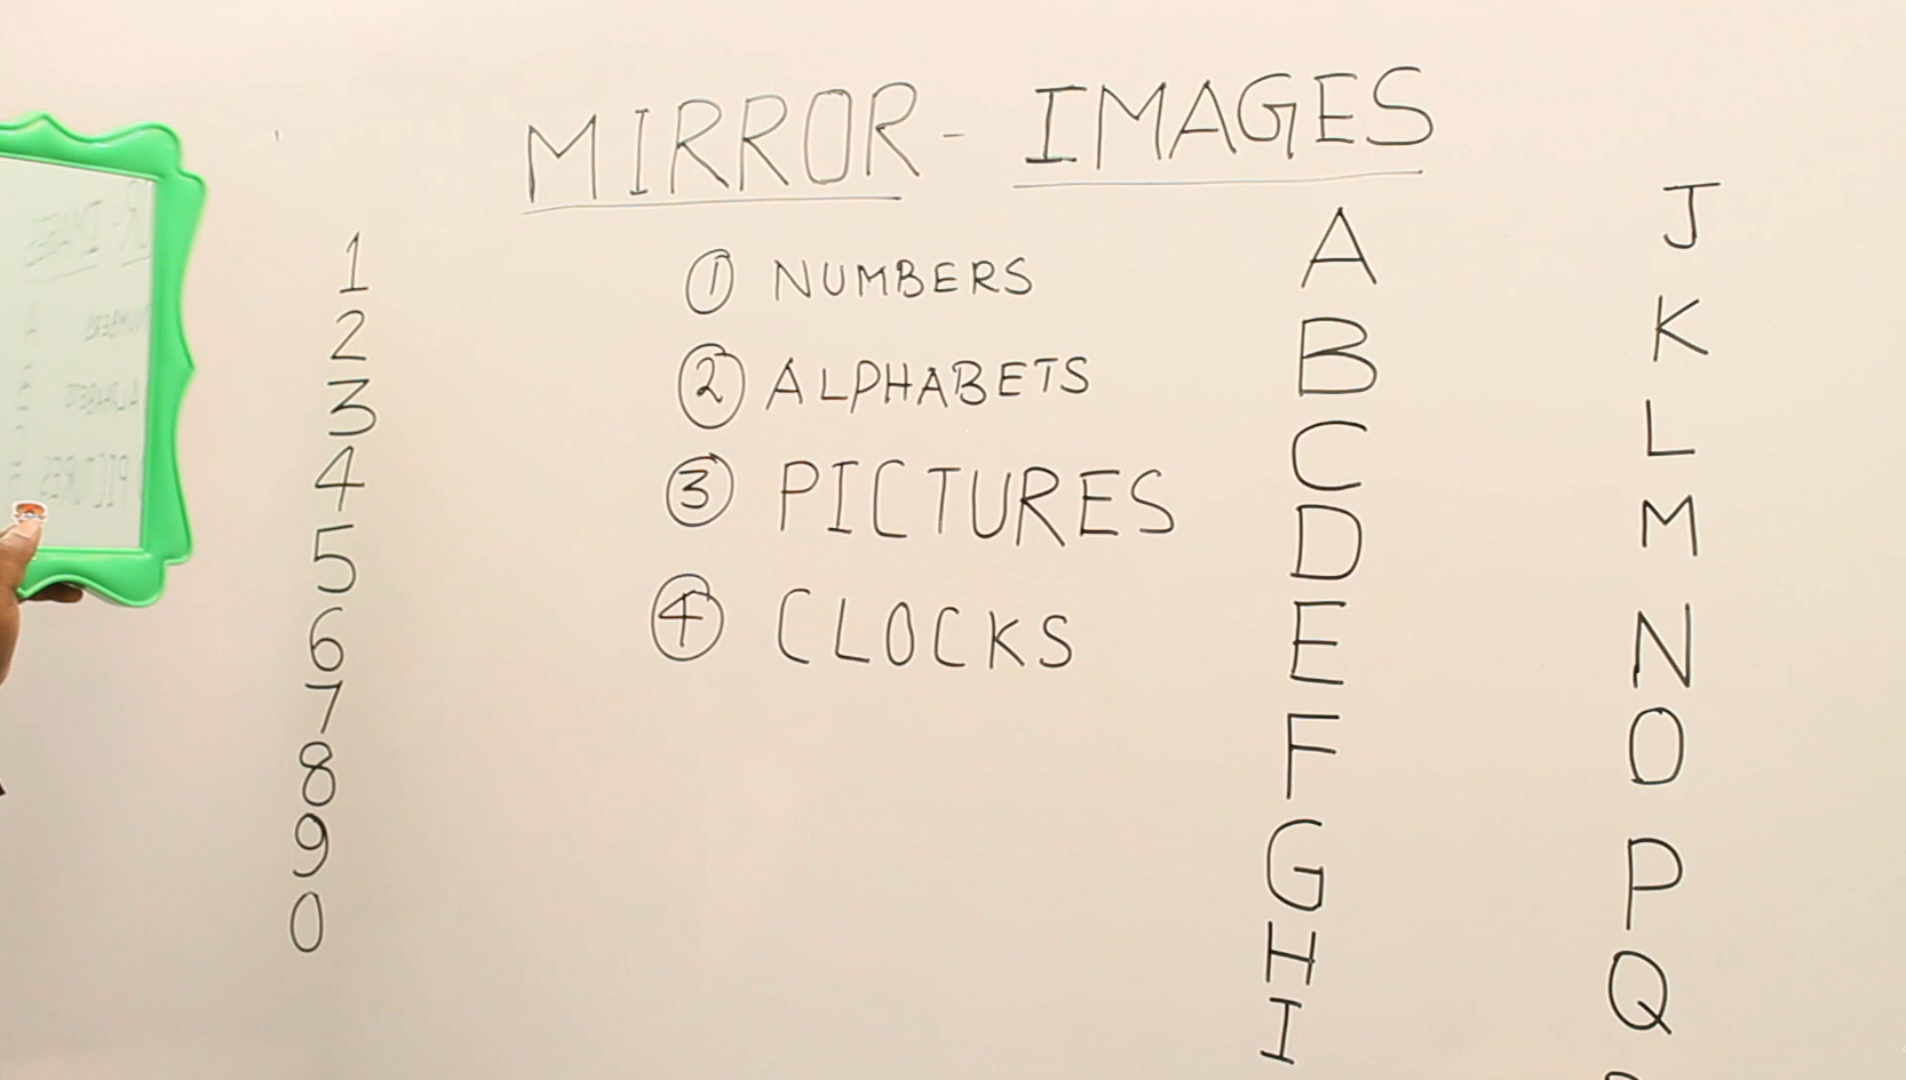 MIRROR - IMAGES
① NUMBERS
② ALPHABETS
③ PICTURES
④ CLOCKS
1
2
3
4
5
6
7
8
9
0
A
B
C
D
E
F
G
H
I
J
K
L
M
N
O
P
Q